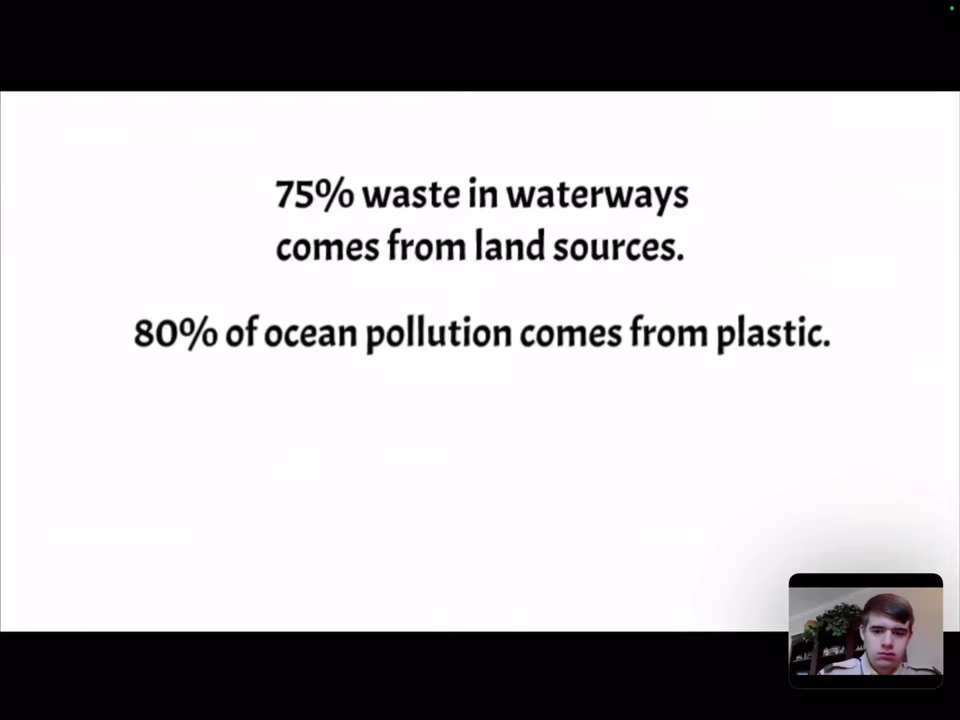 75% waste in waterways
comes from land sources.
80% of ocean pollution comes from plastic.